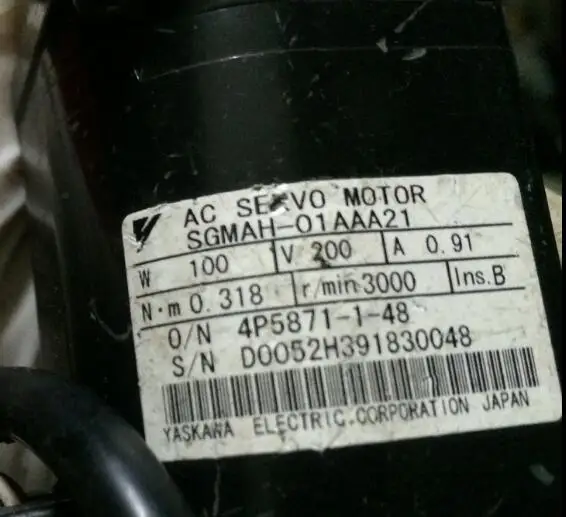 AC SERVO MOTOR
SGMAH-01AAA21
W 100 V 200 A 0.91
N·m 0.318 r/min 3000 Ins.B
O/N 4P5871-1-48
S/N D0052H391830048
YASKAWA ELECTRIC CORPORATION JAPAN